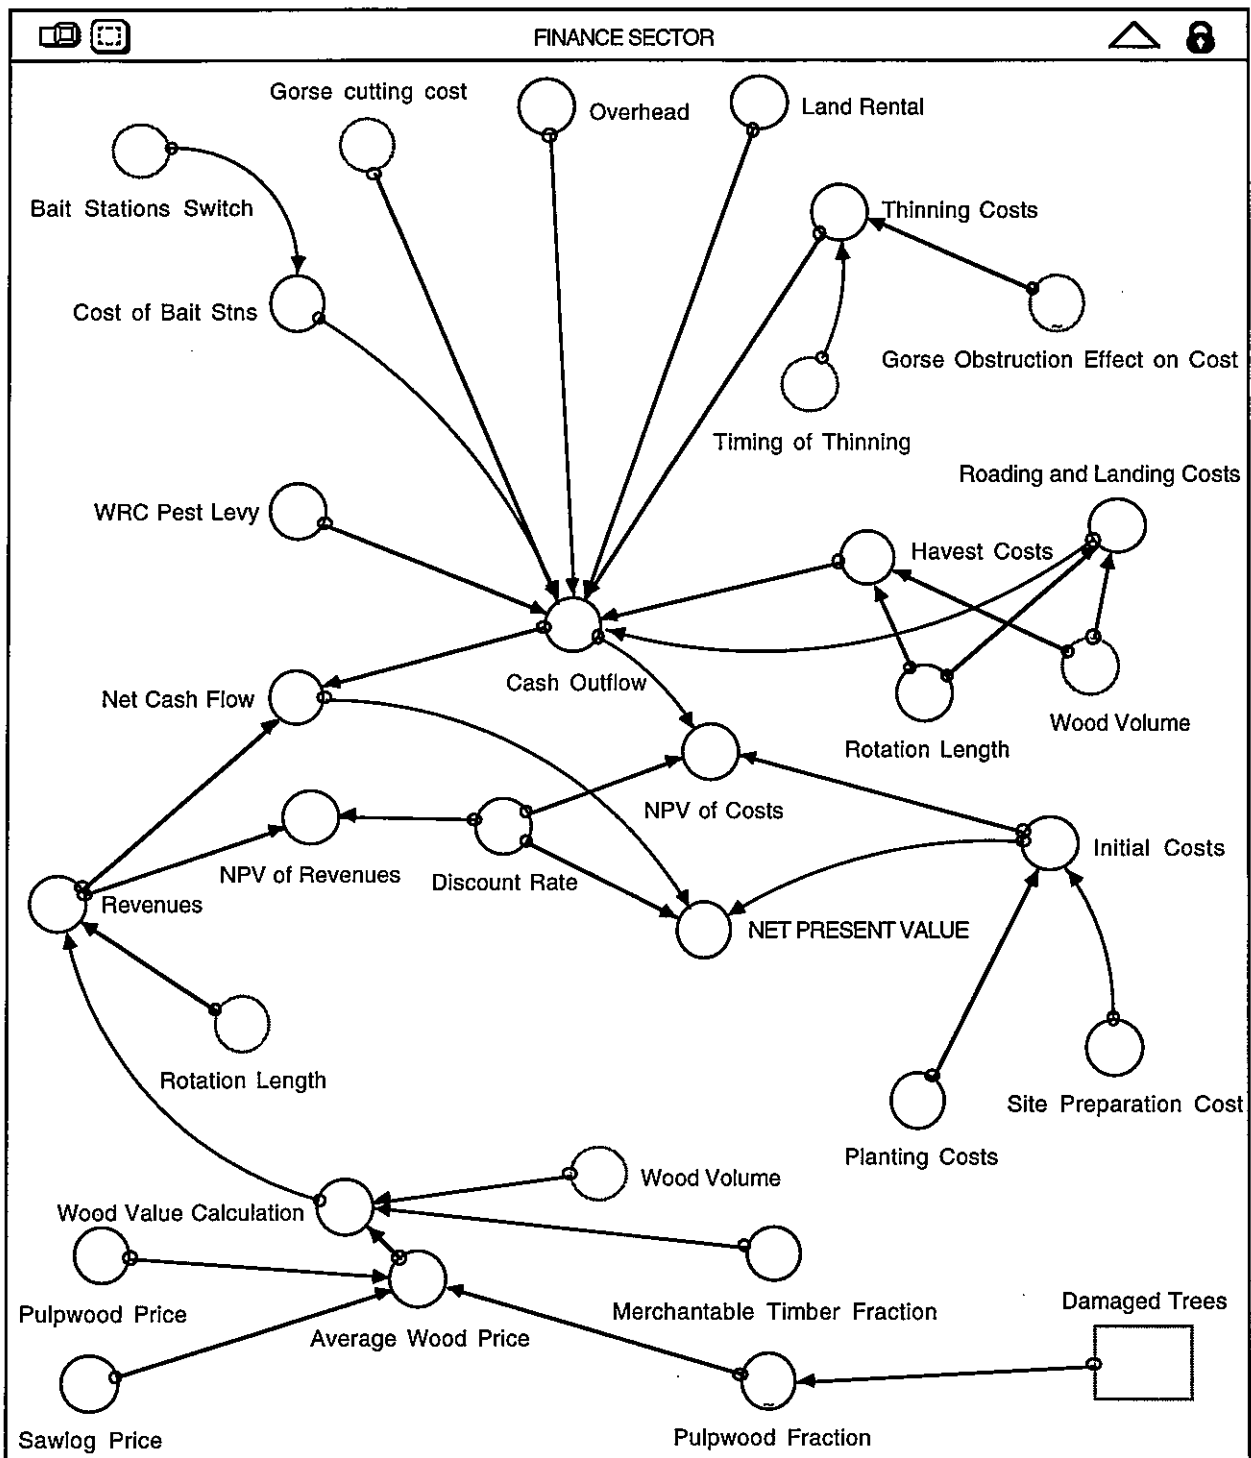 FINANCE SECTOR
Gorse cutting cost
Overhead
Land Rental
Bait Stations Switch
Thinning Costs
Cost of Bait Stns
Gorse Obstruction Effect on Cost
Timing of Thinning
Roading and Landing Costs
WRC Pest Levy
Havest Costs
Cash Outflow
Net Cash Flow
Wood Volume
Rotation Length
NPV of Costs
Initial Costs
NPV of Revenues
Discount Rate
Revenues
NET PRESENT VALUE
Rotation Length
Site Preparation Cost
Planting Costs
Wood Volume
Wood Value Calculation
Damaged Trees
Pulpwood Price
Merchantable Timber Fraction
Average Wood Price
Sawlog Price
Pulpwood Fraction